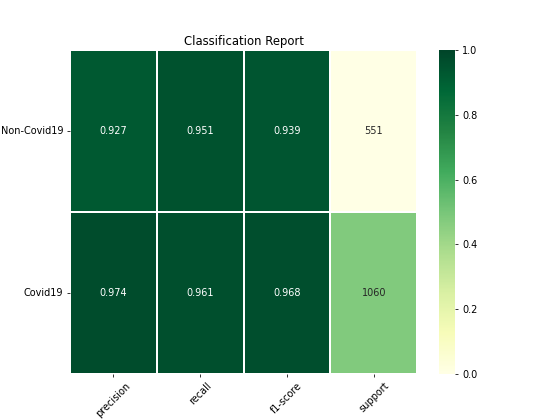 Classification Report
Non-Covid19 0.927 0.951 0.939 551
Covid19 0.974 0.961 0.968 1060
precision recall f1-score support
1.0
0.8
0.6
0.4
0.2
0.0